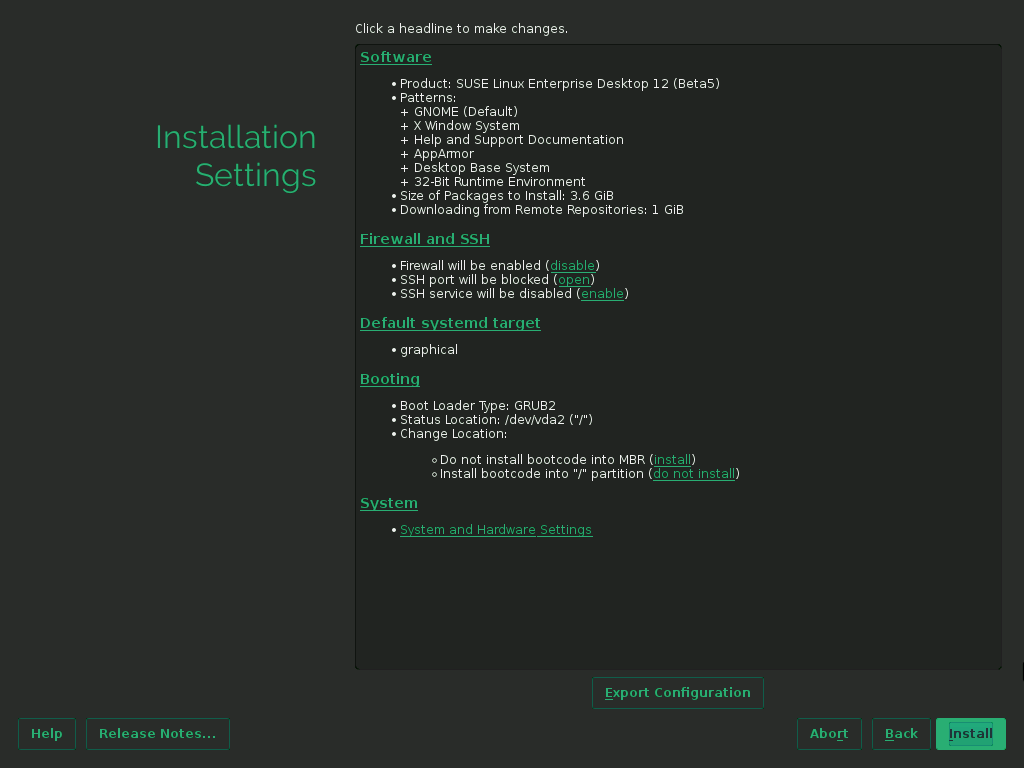 Click a headline to make changes.
Installation
Settings
Software
• Product: SUSE Linux Enterprise Desktop 12 (Beta5)
• Patterns:
+ GNOME (Default)
+ X Window System
+ Help and Support Documentation
+ AppArmor
+ Desktop Base System
+ 32-Bit Runtime Environment
• Size of Packages to Install: 3.6 GiB
• Downloading from Remote Repositories: 1 GiB
Firewall and SSH
• Firewall will be enabled (disable)
• SSH port will be blocked (open)
• SSH service will be disabled (enable)
Default systemd target
• graphical
Booting
• Boot Loader Type: GRUB2
• Status Location: /dev/vda2 ("/")
• Change Location:
◦ Do not install bootcode into MBR (install)
◦ Install bootcode into "/" partition (do not install)
System
• System and Hardware Settings
Export Configuration
Help Release Notes... Abort Back Install